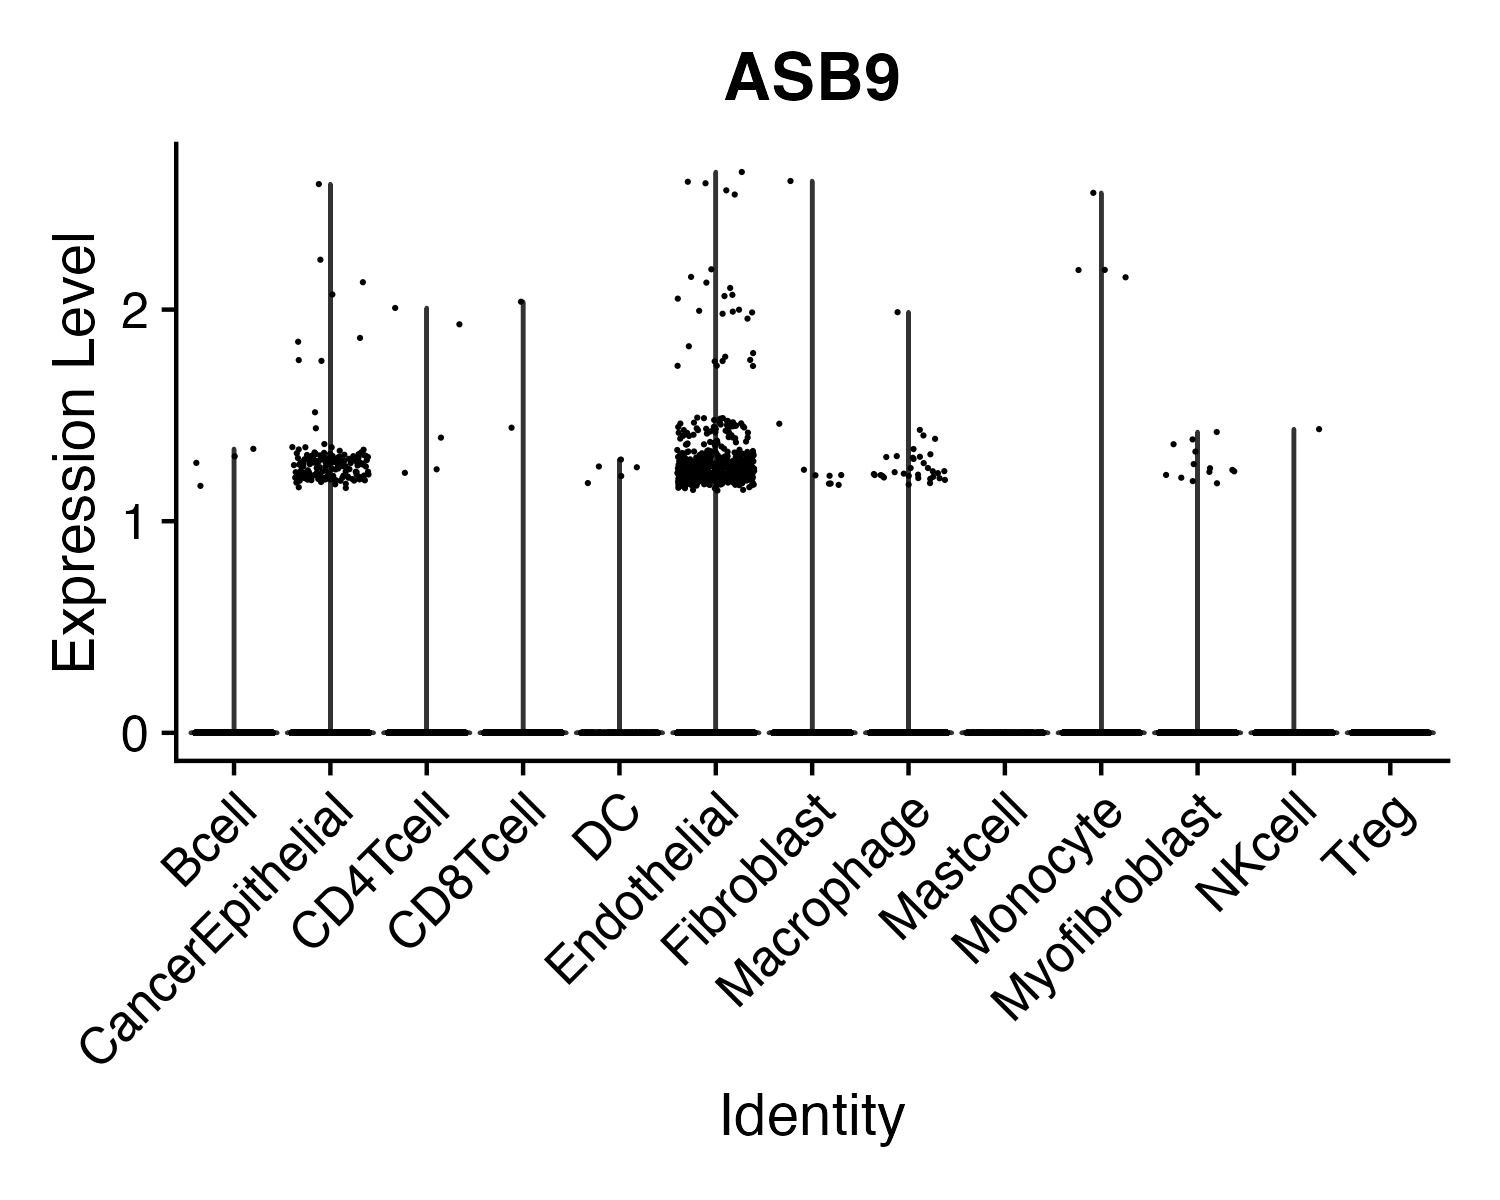 ASB9
Expression Level
2
1
0
Bcell
CancerEpithelial
CD4Tcell
CD8Tcell
DC
Endothelial
Fibroblast
Macrophage
Mastcell
Monocyte
Myofibroblast
NKcell
Treg
Identity